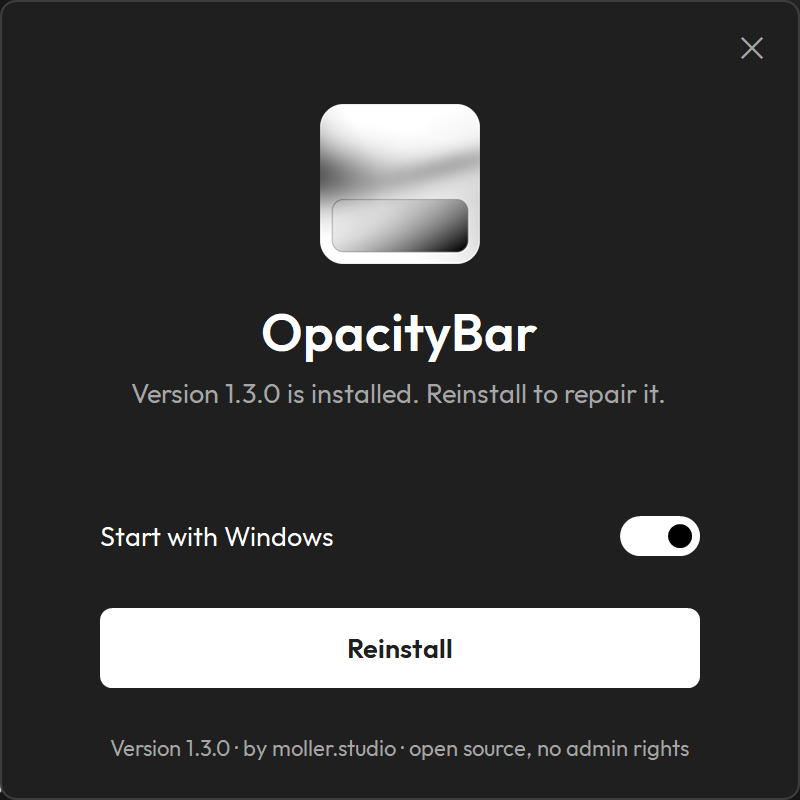 OpacityBar
Version 1.3.0 is installed. Reinstall to repair it.
Start with Windows
Reinstall
Version 1.3.0 · by moller.studio · open source, no admin rights